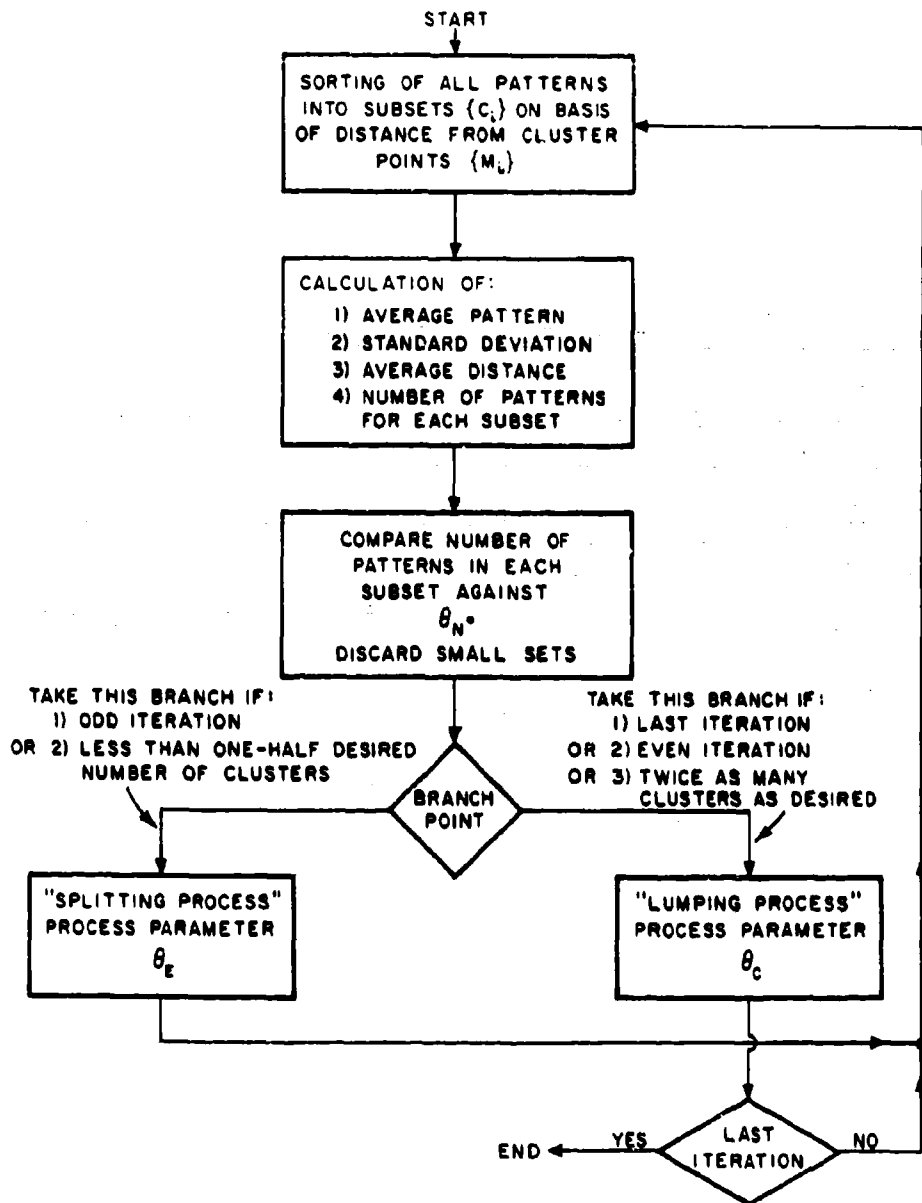 START
SORTING OF ALL PATTERNS
INTO SUBSETS {Cᵢ} ON BASIS
OF DISTANCE FROM CLUSTER
POINTS {Mᵢ}
CALCULATION OF:
1) AVERAGE PATTERN
2) STANDARD DEVIATION
3) AVERAGE DISTANCE
4) NUMBER OF PATTERNS
FOR EACH SUBSET
COMPARE NUMBER OF
PATTERNS IN EACH
SUBSET AGAINST
θ_N.
DISCARD SMALL SETS
TAKE THIS BRANCH IF:
1) ODD ITERATION
OR 2) LESS THAN ONE-HALF DESIRED
NUMBER OF CLUSTERS
TAKE THIS BRANCH IF:
1) LAST ITERATION
OR 2) EVEN ITERATION
OR 3) TWICE AS MANY
CLUSTERS AS DESIRED
BRANCH
POINT
"SPLITTING PROCESS"
PROCESS PARAMETER
θ_E
"LUMPING PROCESS"
PROCESS PARAMETER
θ_C
LAST
ITERATION
YES
NO
END